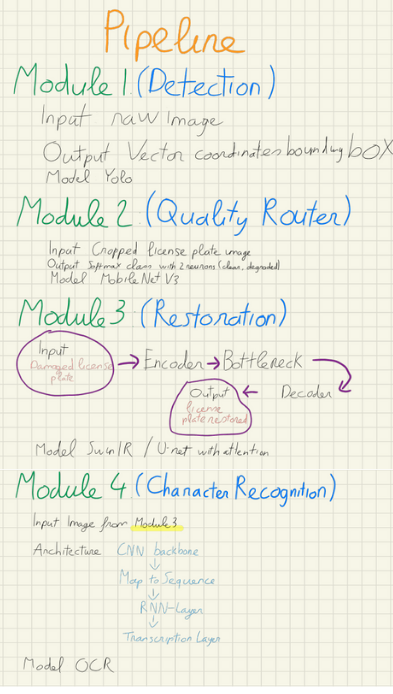 Pipeline
Module 1 (Detection)
Input raw Image
Output Vector coordinates bounding box
Model Yolo
Module 2 (Quality Router)
Input Cropped license plate image
Output Softmax class with 2 neurons (clean, degraded)
Model MobileNet V3
Module 3 (Restoration)
Input
Damaged license
plate
→ Encoder → Bottleneck
Decoder
Output
license
plate restored
Model SwinIR / U-net with attention
Module 4 (Character Recognition)
Input Image from Module 3
Architecture CNN backbone
Map to Sequence
RNN-Layer
Transcription Layer
Model OCR